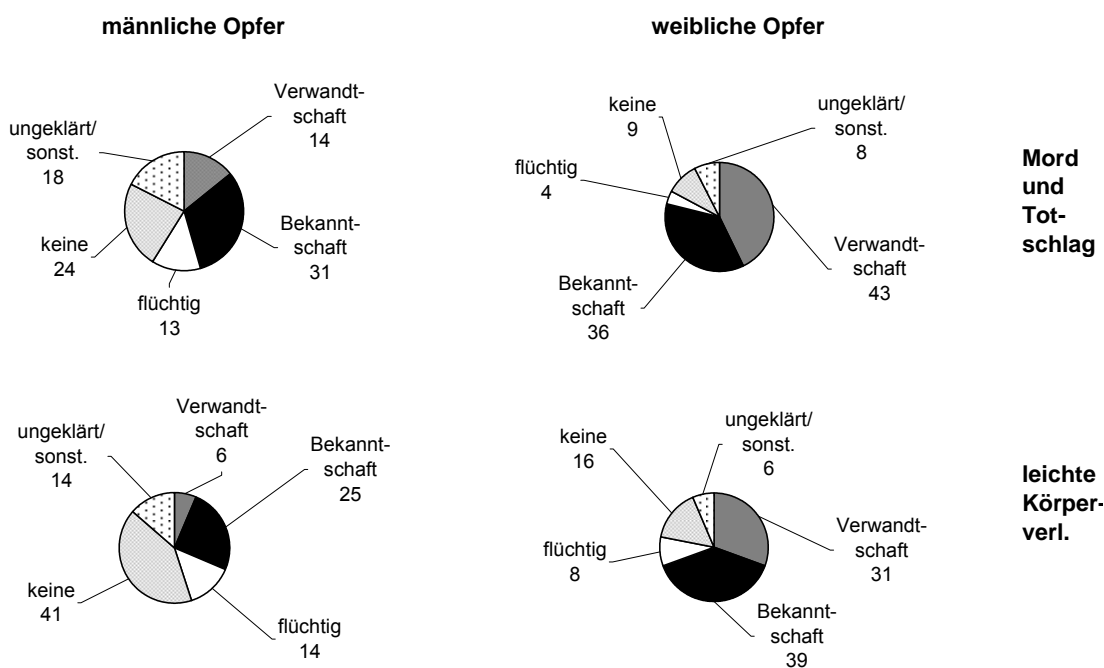 männliche Opfer
weibliche Opfer
Verwandt-
schaft
14
Bekannt-
schaft
31
flüchtig
13
keine
24
ungeklärt/
sonst.
18
keine
9
ungeklärt/
sonst.
8
flüchtig
4
Bekannt-
schaft
36
Verwandt-
schaft
43
Mord
und
Tot-
schlag
Verwandt-
schaft
6
Bekannt-
schaft
25
flüchtig
14
keine
41
ungeklärt/
sonst.
14
keine
16
ungeklärt/
sonst.
6
flüchtig
8
Verwandt-
schaft
31
Bekannt-
schaft
39
leichte
Körper-
verl.